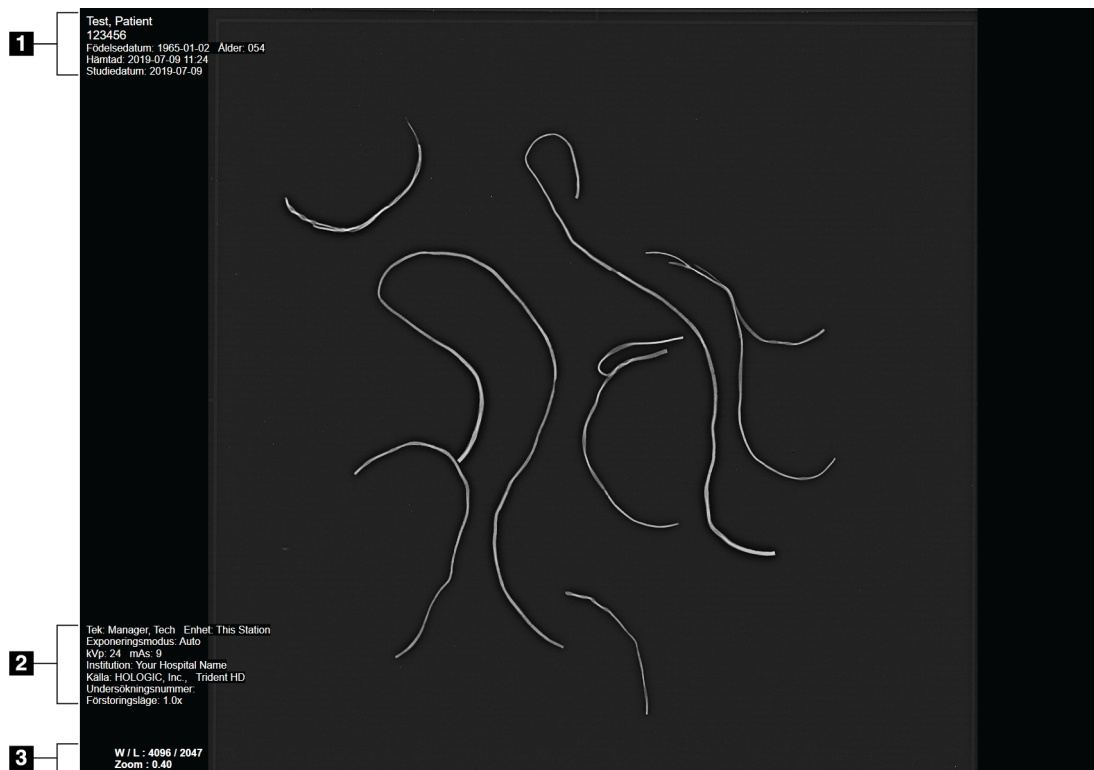 1
Test, Patient
123456
Födelsedatum: 1965-01-02 Ålder: 054
Hämtad: 2019-07-09 11:24
Studiedatum: 2019-07-09
2
Tek: Manager, Tech Enhet: This Station
Exponeringsmodus: Auto
kVp: 24 mAs: 9
Institution: Your Hospital Name
Källa: HOLOGIC, Inc., Trident HD
Undersökningsnummer:
Förstoringsläge: 1.0x
3
W / L : 4096 / 2047
Zoom : 0.40